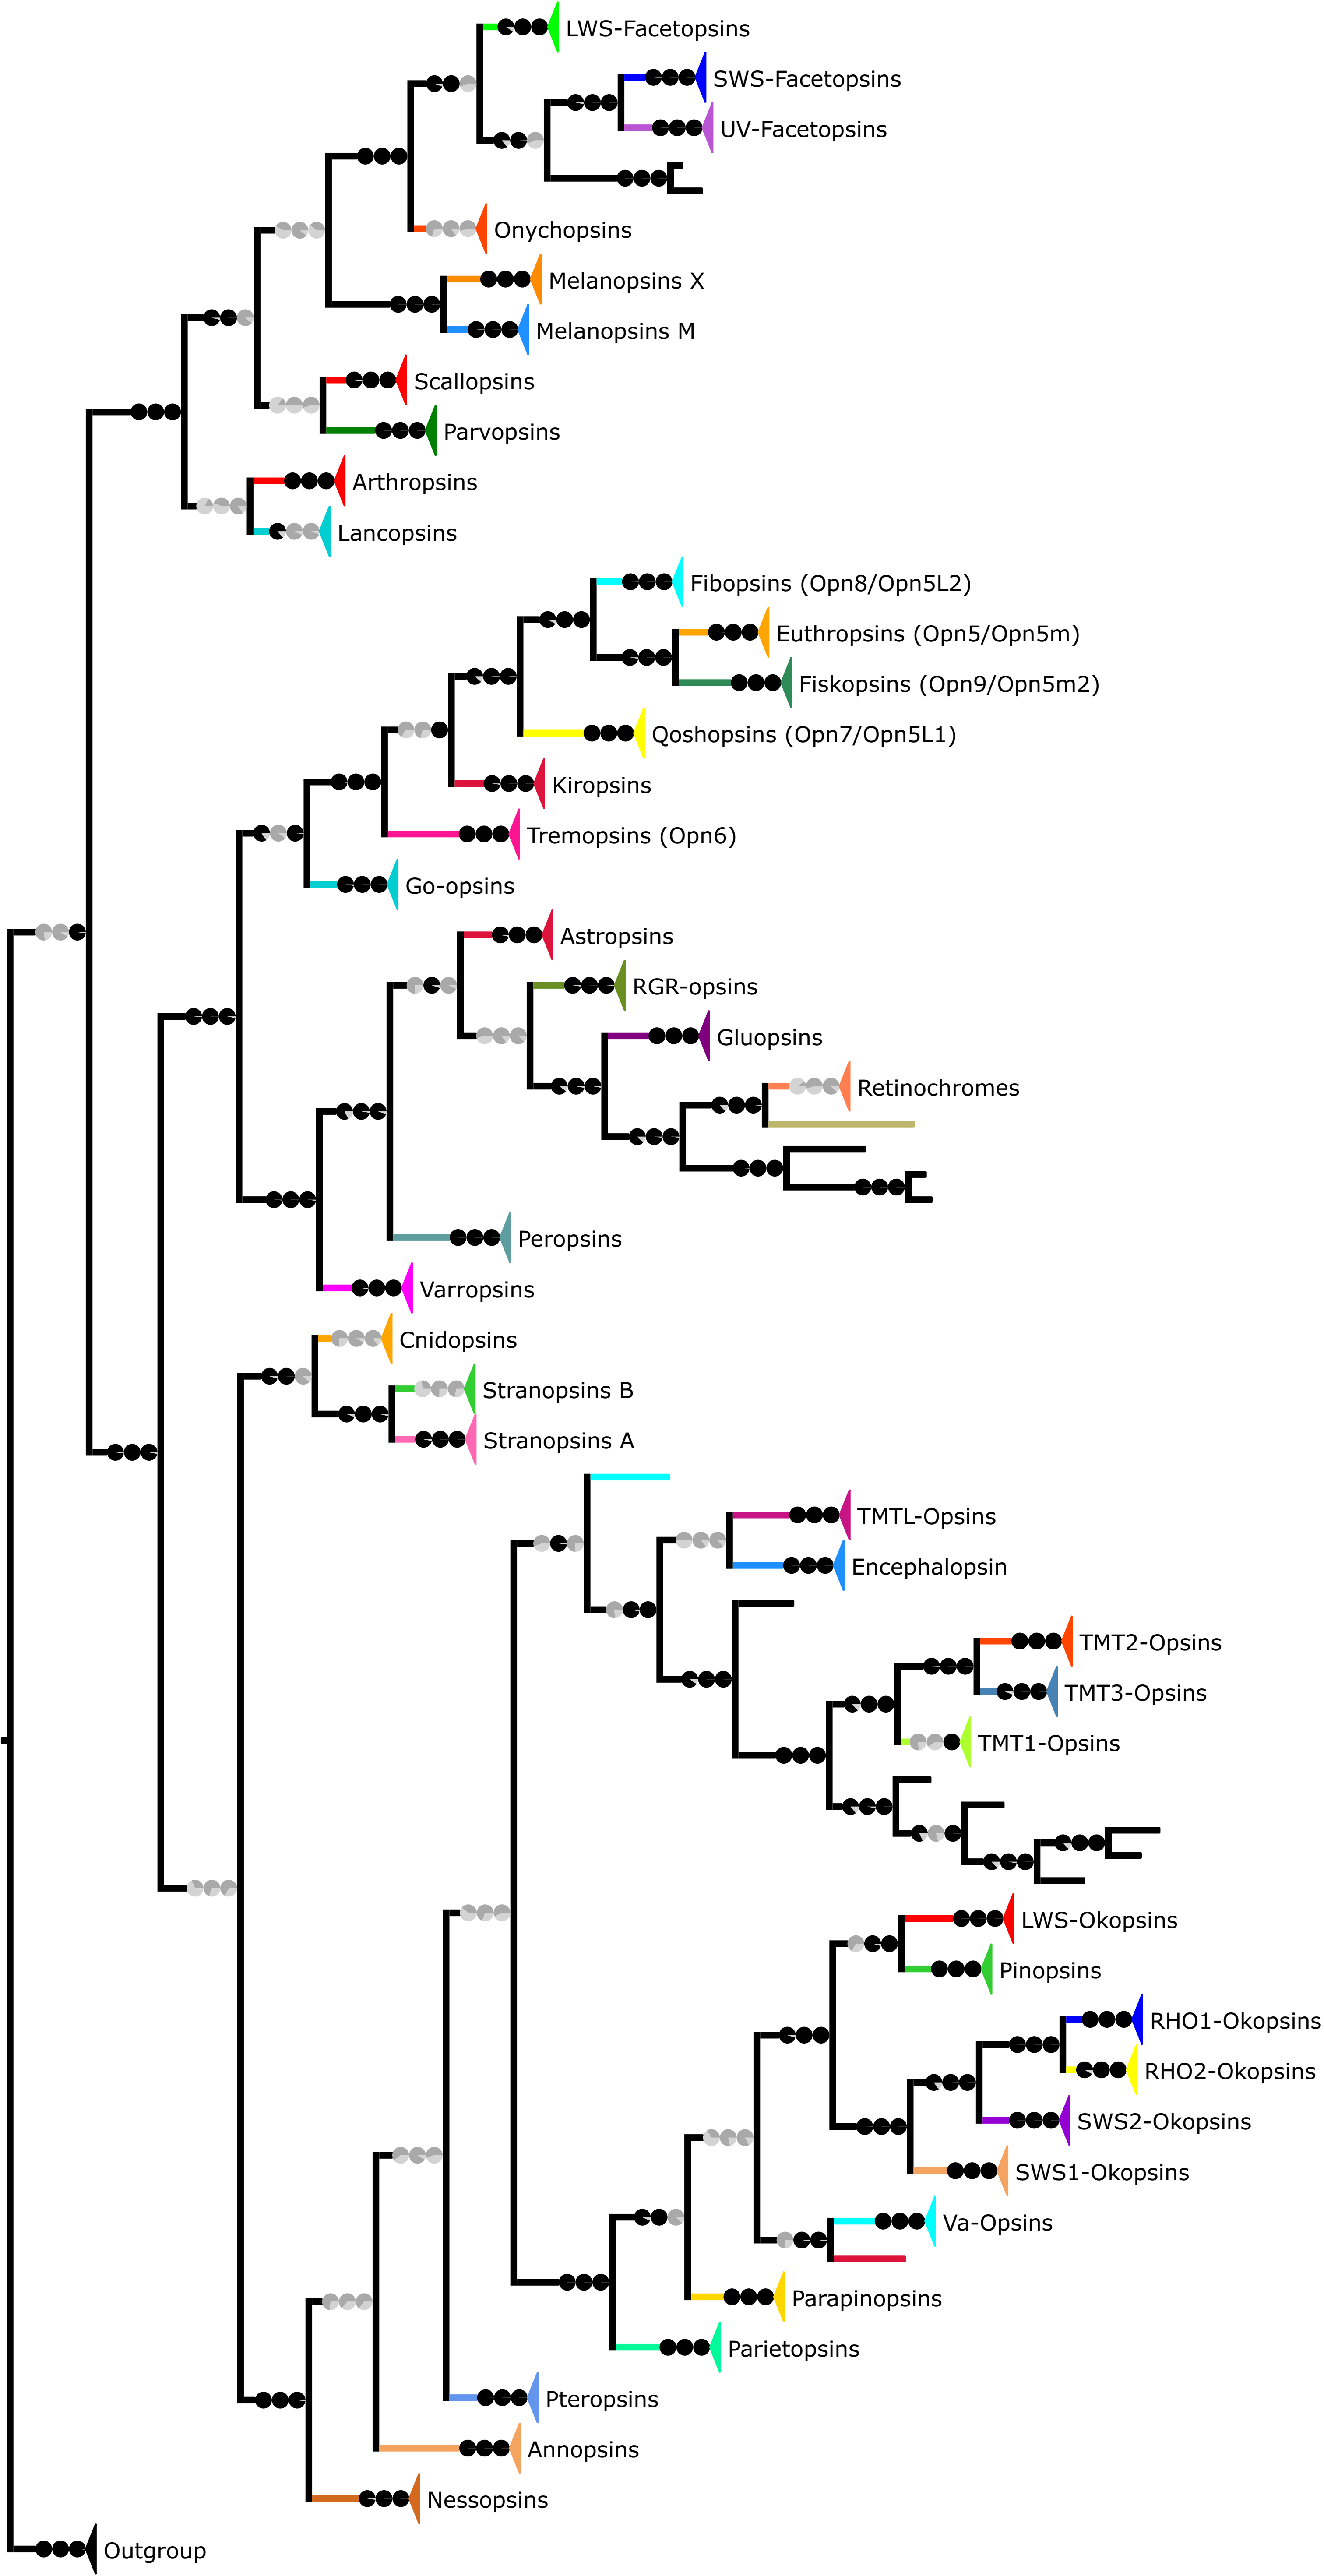 LWS-Facetopsins
SWS-Facetopsins
UV-Facetopsins
Onychopsins
Melanopsins X
Melanopsins M
Scallopsins
Parvopsins
Arthropsins
Lancopsins
Fibopsins (Opn8/Opn5L2)
Euthropsins (Opn5/Opn5m)
Fiskopsins (Opn9/Opn5m2)
Qoshopsins (Opn7/Opn5L1)
Kiropsins
Tremopsins (Opn6)
Go-opsins
Astropsins
RGR-opsins
Gluopsins
Retinochromes
Peropsins
Varropsins
Cnidopsins
Stranopsins B
Stranopsins A
TMTL-Opsins
Encephalopsin
TMT2-Opsins
TMT3-Opsins
TMT1-Opsins
LWS-Okopsins
Pinopsins
RHO1-Okopsins
RHO2-Okopsins
SWS2-Okopsins
SWS1-Okopsins
Va-Opsins
Parapinopsins
Parietopsins
Pteropsins
Annopsins
Nessopsins
Outgroup